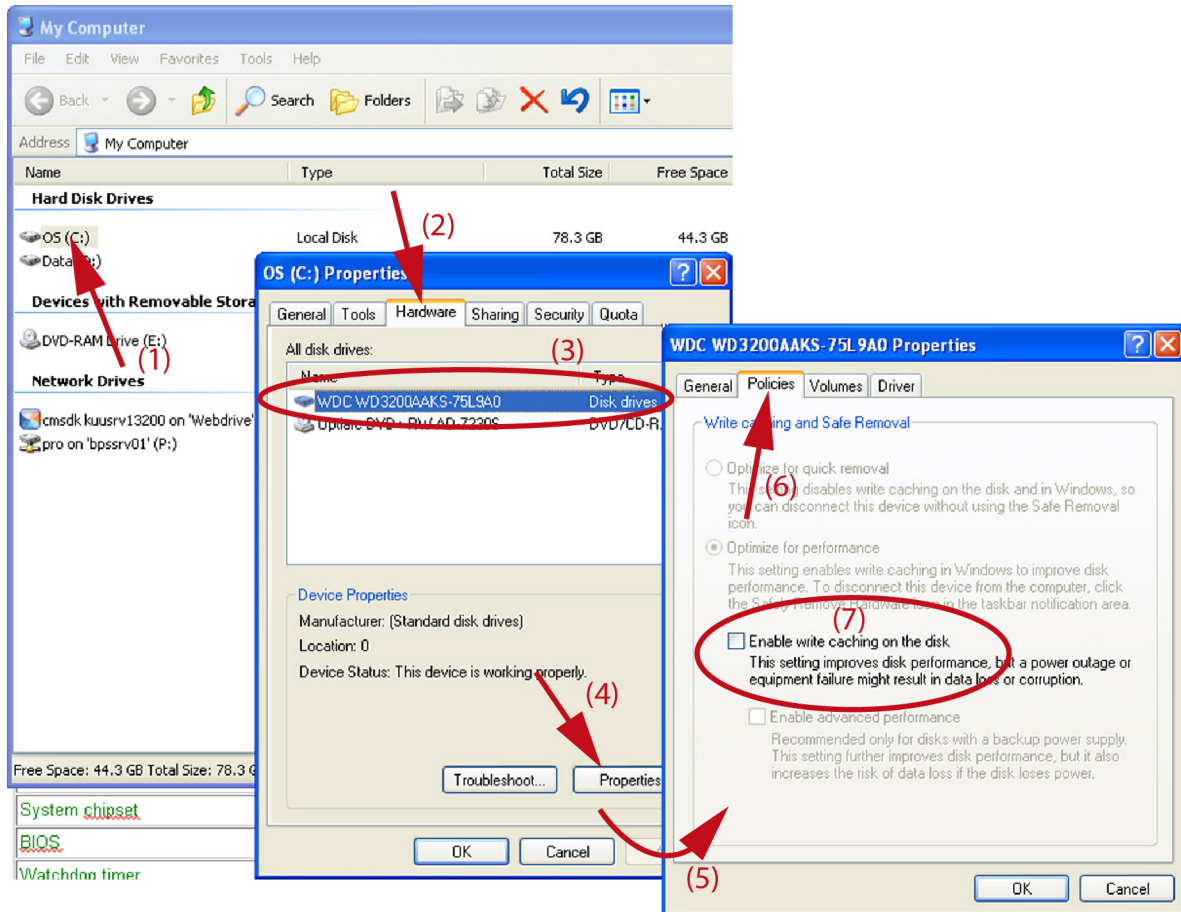 My Computer
File Edit View Favorites Tools Help
Back Search Folders
Address My Computer
Name Type Total Size Free Space
Hard Disk Drives
OS (C:) Local Disk 78.3 GB 44.3 GB
Data (D:)
Devices with Removable Stora
DVD-RAM Drive (E:)
Network Drives
cmsdk kuusrv13200 on 'Webdrive'
pro on 'bpssrv01' (P:)
Free Space: 44.3 GB Total Size: 78.3 G
System chipset
BIOS
Watchdog timer
(1)
(2)
OS (C:) Properties
General Tools Hardware Sharing Security Quota
All disk drives:
(3)
Name Type
WDC WD3200AAKS-75L9A0 Disk drives
DVD/CD-R
Device Properties
Manufacturer: (Standard disk drives)
Location: 0
Device Status: This device is working properly.
(4)
Troubleshoot... Properties
OK Cancel
(5)
WDC WD3200AAKS-75L9A0 Properties
General Policies Volumes Driver
Write caching and Safe Removal
Optimize for quick removal
This setting disables write caching on the disk and in Windows, so
you can disconnect this device without using the Safe Removal
icon.
(6)
Optimize for performance
This setting enables write caching in Windows to improve disk
performance. To disconnect this device from the computer, click
the Safely Remove Hardware icon in the taskbar notification area.
(7)
Enable write caching on the disk
This setting improves disk performance, but a power outage or
equipment failure might result in data loss or corruption.
Enable advanced performance
Recommended only for disks with a backup power supply.
This setting further improves disk performance, but it also
increases the risk of data loss if the disk loses power.
OK Cancel